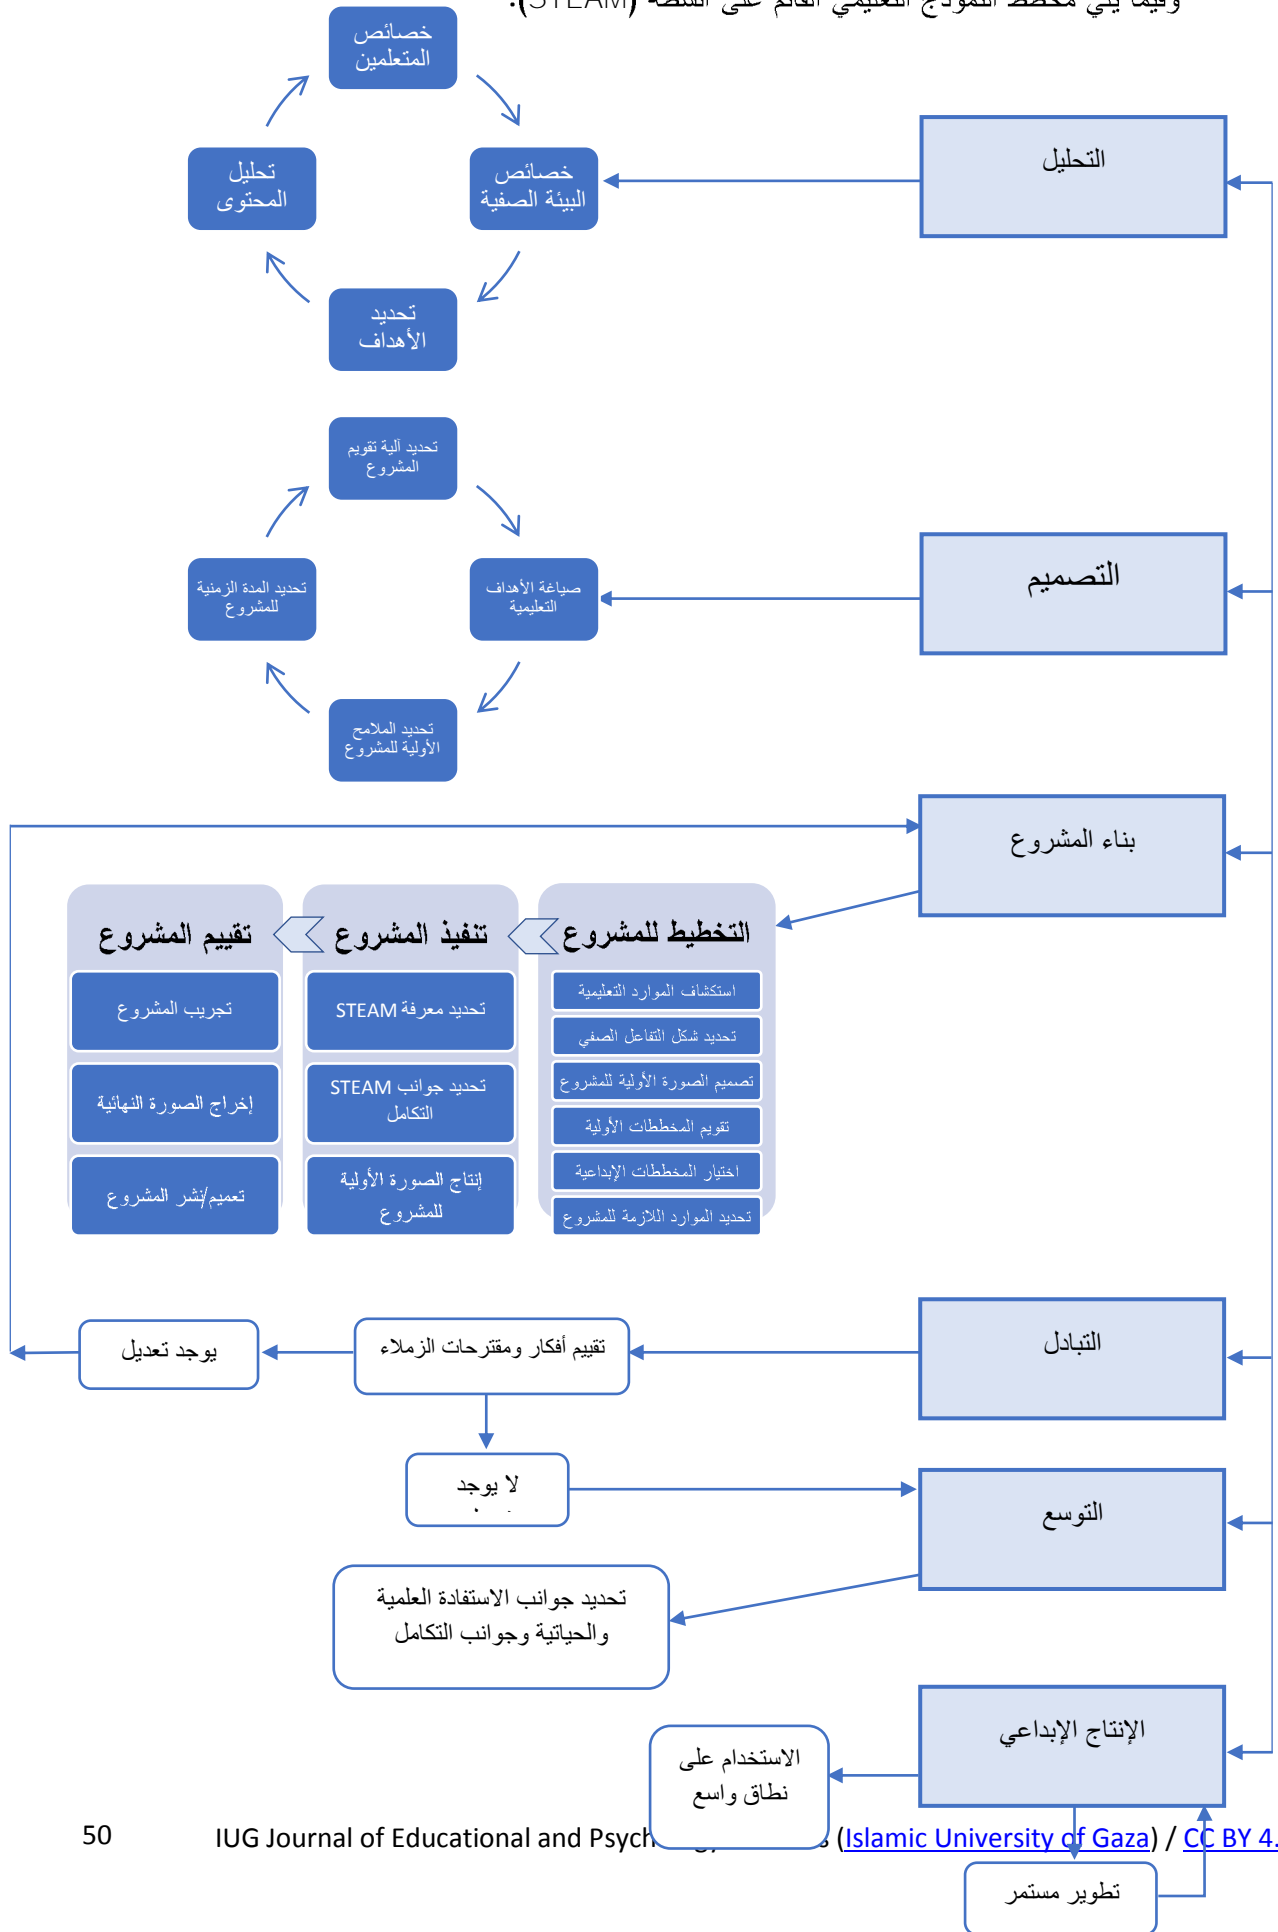 وفيما يلي مخطط النموذج التعليمي القائم على أنشطة (STEAM):
خصائص
المتعلمين
خصائص
البيئة الصفية
تحليل
المحتوى
تحديد
الأهداف
التحليل
تحديد آلية تقويم
المشروع
صياغة الأهداف
التعليمية
تحديد المدة الزمنية
للمشروع
تحديد الملامح
الأولية للمشروع
التصميم
بناء المشروع
التخطيط للمشروع
استكشاف الموارد التعليمية
تحديد شكل التفاعل الصفي
تصميم الصورة الأولية للمشروع
تقويم المخططات الأولية
اختيار المخططات الإبداعية
تحديد الموارد اللازمة للمشروع
تنفيذ المشروع
تحديد معرفة STEAM
تحديد جوانب STEAM
التكامل
إنتاج الصورة الأولية
للمشروع
تقييم المشروع
تجريب المشروع
إخراج الصورة النهائية
تعميم/نشر المشروع
التبادل
تقييم أفكار ومقترحات الزملاء
يوجد تعديل
لا يوجد
التوسع
تحديد جوانب الاستفادة العلمية
والحياتية وجوانب التكامل
الإنتاج الإبداعي
الاستخدام على
نطاق واسع
تطوير مستمر
50
IUG Journal of Educational and (Islamic University of Gaza) / CC BY 4.